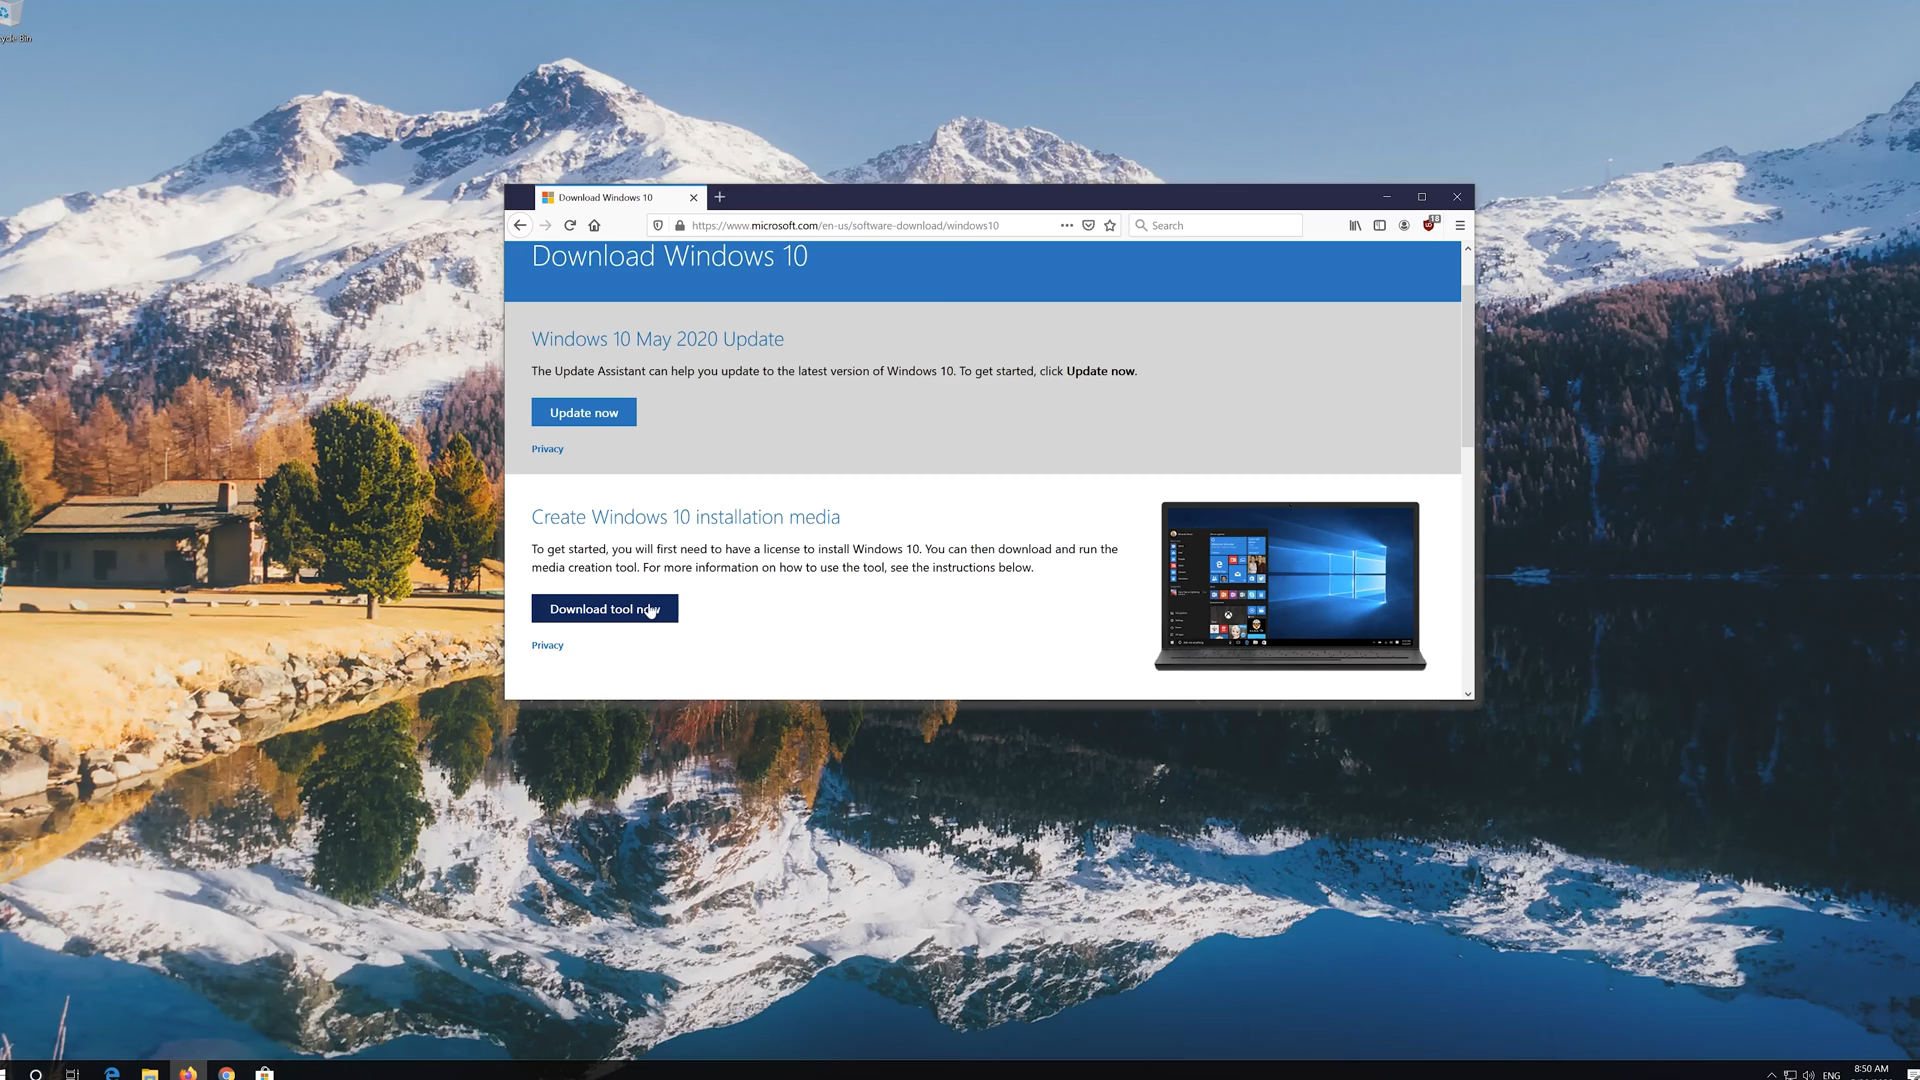 Download Windows 10
https://www.microsoft.com/en-us/software-download/windows10
Search
18
Download Windows 10
Windows 10 May 2020 Update
The Update Assistant can help you update to the latest version of Windows 10. To get started, click Update now.
Update now
Privacy
Create Windows 10 installation media
To get started, you will first need to have a license to install Windows 10. You can then download and run the
media creation tool. For more information on how to use the tool, see the instructions below.
Download tool now
Privacy
ENG
8:50 AM